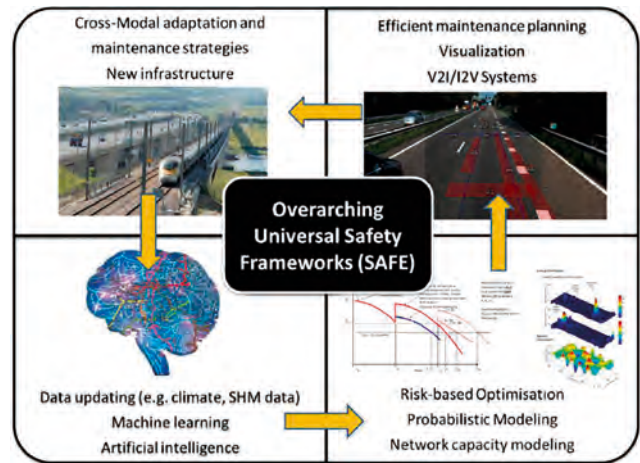 Cross-Modal adaptation and
maintenance strategies
New infrastructure
Efficient maintenance planning
Visualization
V2I/I2V Systems
Overarching
Universal Safety
Frameworks (SAFE)
Data updating (e.g. climate, SHM data)
Machine learning
Artificial intelligence
Risk-based Optimisation
Probabilistic Modeling
Network capacity modeling